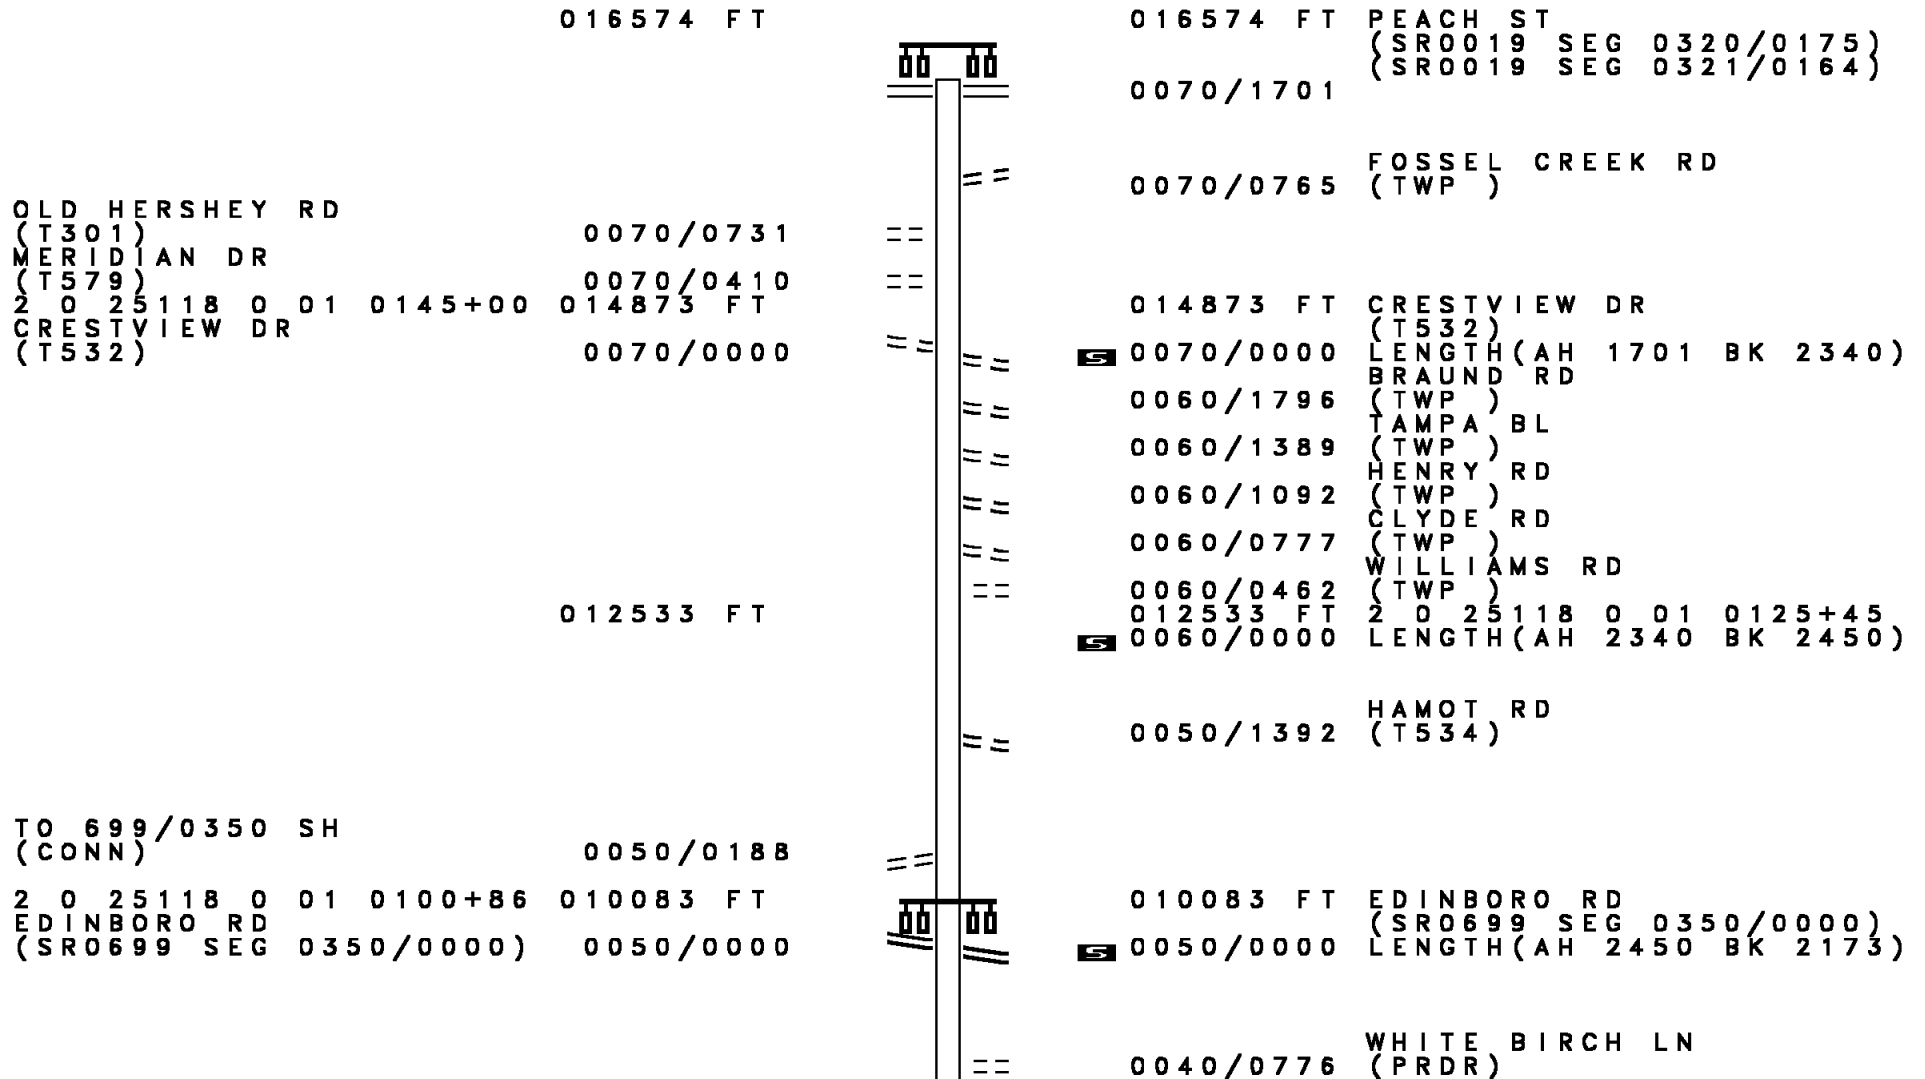 016574 FT 016574 FT PEACH ST
(SR0019 SEG 0320/0175)
(SR0019 SEG 0321/0164)
0070/1701
FOSSEL CREEK RD
0070/0765 (TWP )
OLD HERSHEY RD
(T301) 0070/0731
MERIDIAN DR
(T579) 0070/0410
2 0 25118 0 01 0145+00 014873 FT 014873 FT CRESTVIEW DR
CRESTVIEW DR (T532)
(T532) 0070/0000 S 0070/0000 LENGTH(AH 1701 BK 2340)
BRAUND RD
0060/1796 (TWP )
TAMPA BL
0060/1389 (TWP )
HENRY RD
0060/1092 (TWP )
CLYDE RD
0060/0777 (TWP )
WILLIAMS RD
0060/0462 (TWP )
012533 FT 012533 FT 2 0 25118 0 01 0125+45
S 0060/0000 LENGTH(AH 2340 BK 2450)
HAMOT RD
0050/1392 (T534)
TO 699/0350 SH
(CONN) 0050/0188
2 0 25118 0 01 0100+86 010083 FT 010083 FT EDINBORO RD
EDINBORO RD (SR0699 SEG 0350/0000)
(SR0699 SEG 0350/0000) 0050/0000 S 0050/0000 LENGTH(AH 2450 BK 2173)
WHITE BIRCH LN
0040/0776 (PRDR)